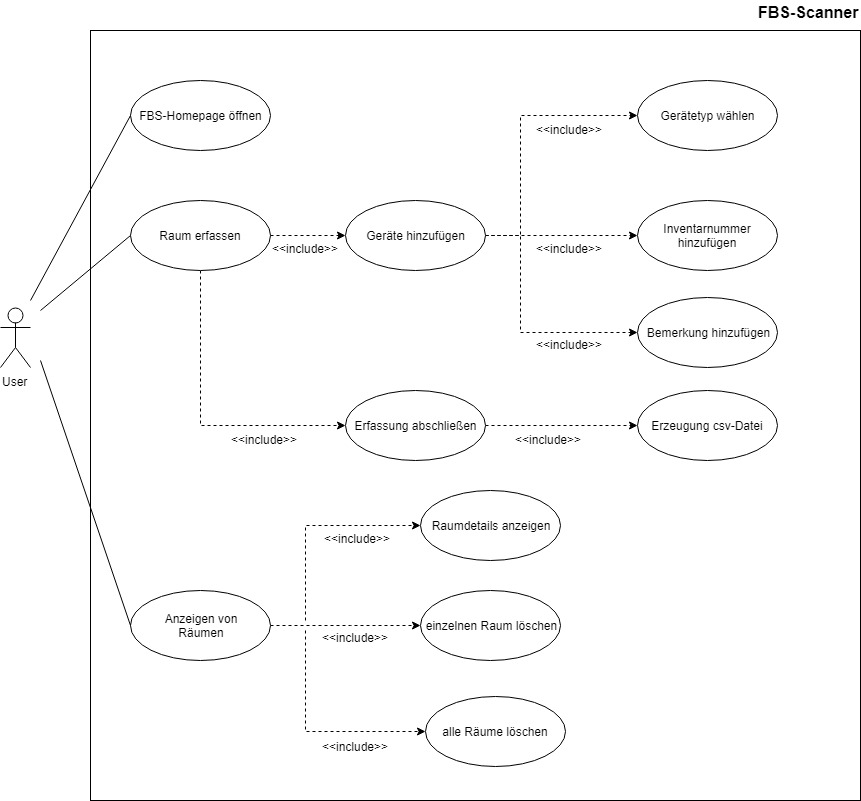 FBS-Scanner
FBS-Homepage öffnen
Gerätetyp wählen
<<include>>
Raum erfassen
<<include>>
Geräte hinzufügen
<<include>>
Inventarnummer
hinzufügen
<<include>>
Bemerkung hinzufügen
User
Erfassung abschließen
<<include>>
<<include>>
Erzeugung csv-Datei
Raumdetails anzeigen
<<include>>
Anzeigen von
Räumen
<<include>>
einzelnen Raum löschen
<<include>>
alle Räume löschen